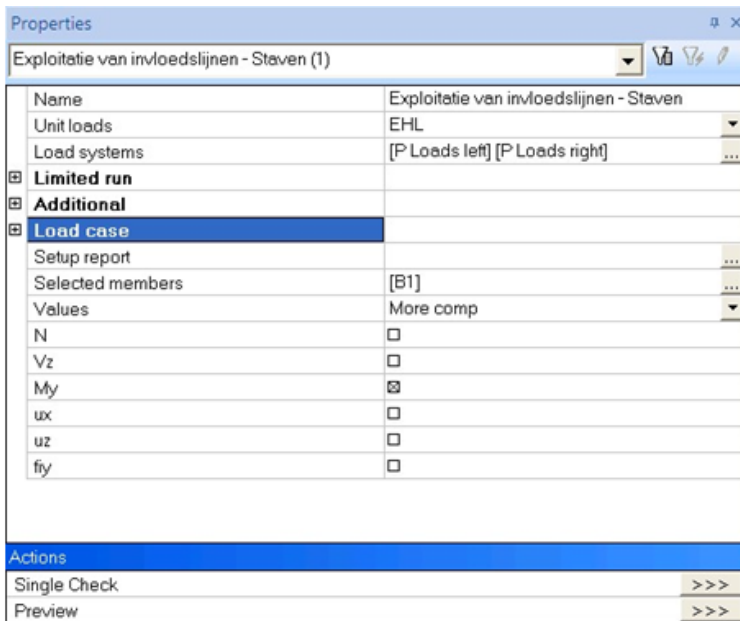 Properties
Exploitatie van invloedslijnen - Staven (1)
Name Exploitatie van invloedslijnen - Staven
Unit loads EHL
Load systems [P Loads left] [P Loads right] ...
Limited run
Additional
Load case
Setup report ...
Selected members [B1] ...
Values More comp
N
Vz
My
ux
uz
fiy
Actions
Single Check >>>
Preview >>>